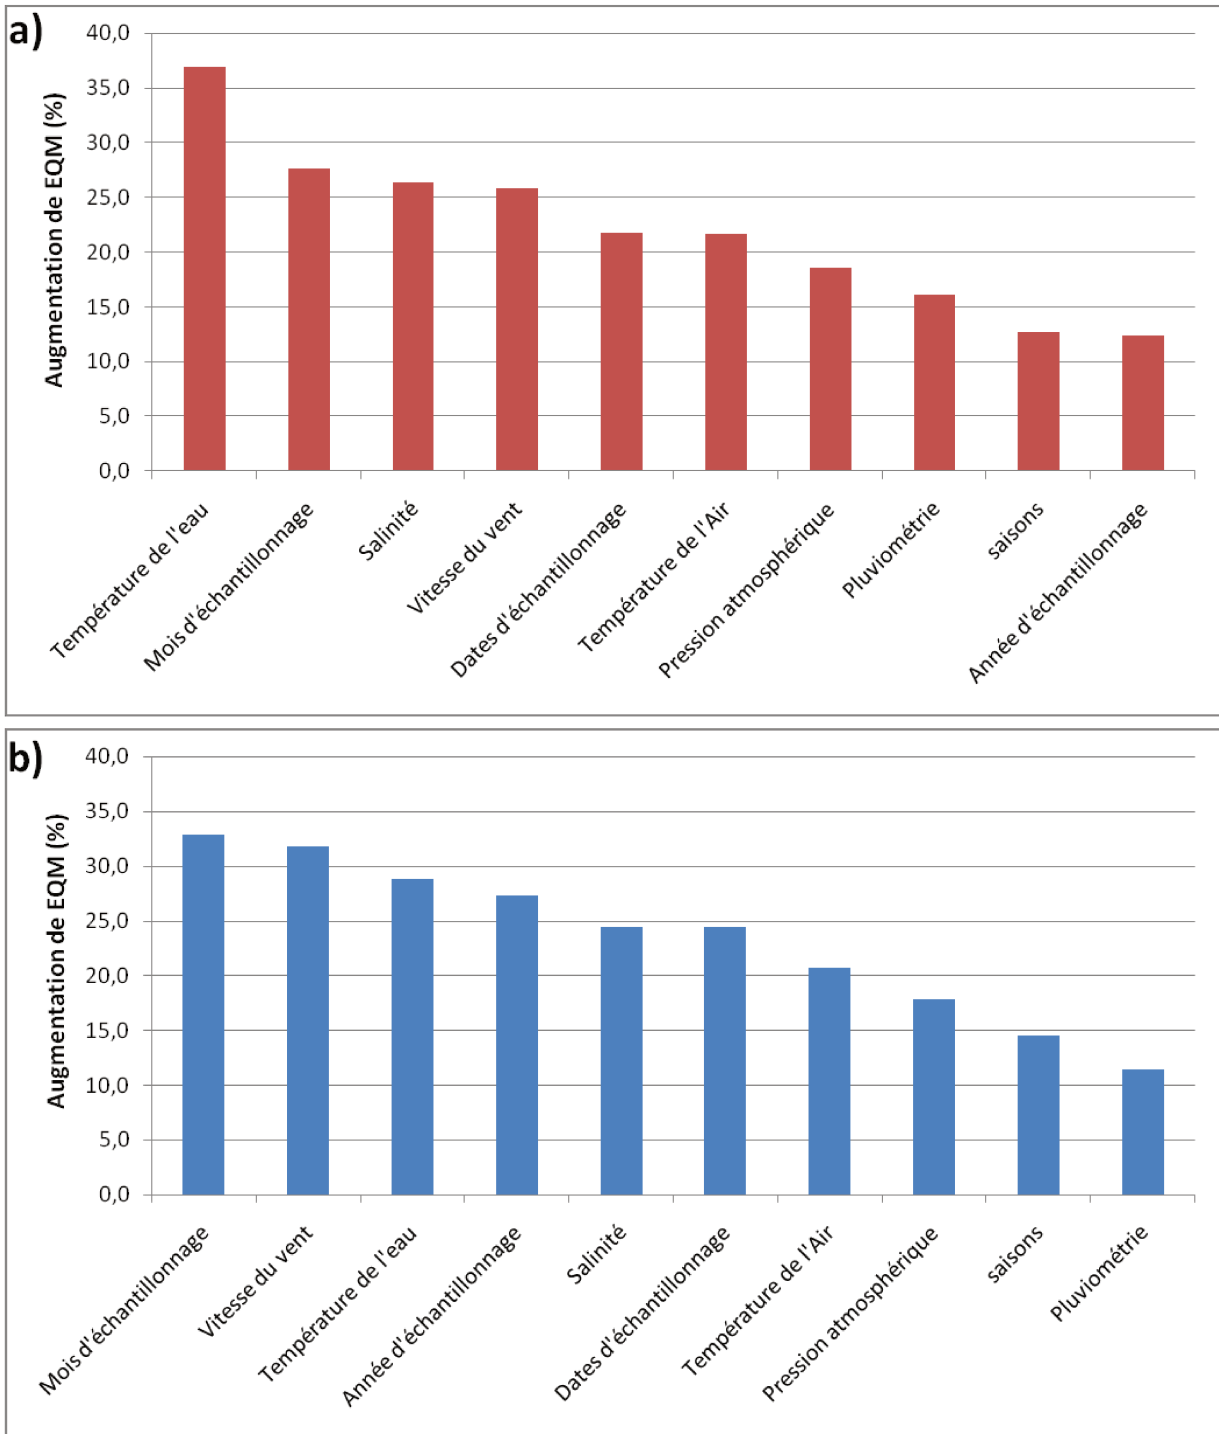 a)
Augmentation de EQM (%)
40,0
35,0
30,0
25,0
20,0
15,0
10,0
5,0
0,0
Température de l'eau
Mois d'échantillonnage
Salinité
Vitesse du vent
Dates d'échantillonnage
Température de l'Air
Pression atmosphérique
Pluviométrie
saisons
Année d'échantillonnage
b)
Augmentation de EQM (%)
40,0
35,0
30,0
25,0
20,0
15,0
10,0
5,0
0,0
Mois d'échantillonnage
Vitesse du vent
Température de l'eau
Année d'échantillonnage
Salinité
Dates d'échantillonnage
Température de l'Air
Pression atmosphérique
saisons
Pluviométrie